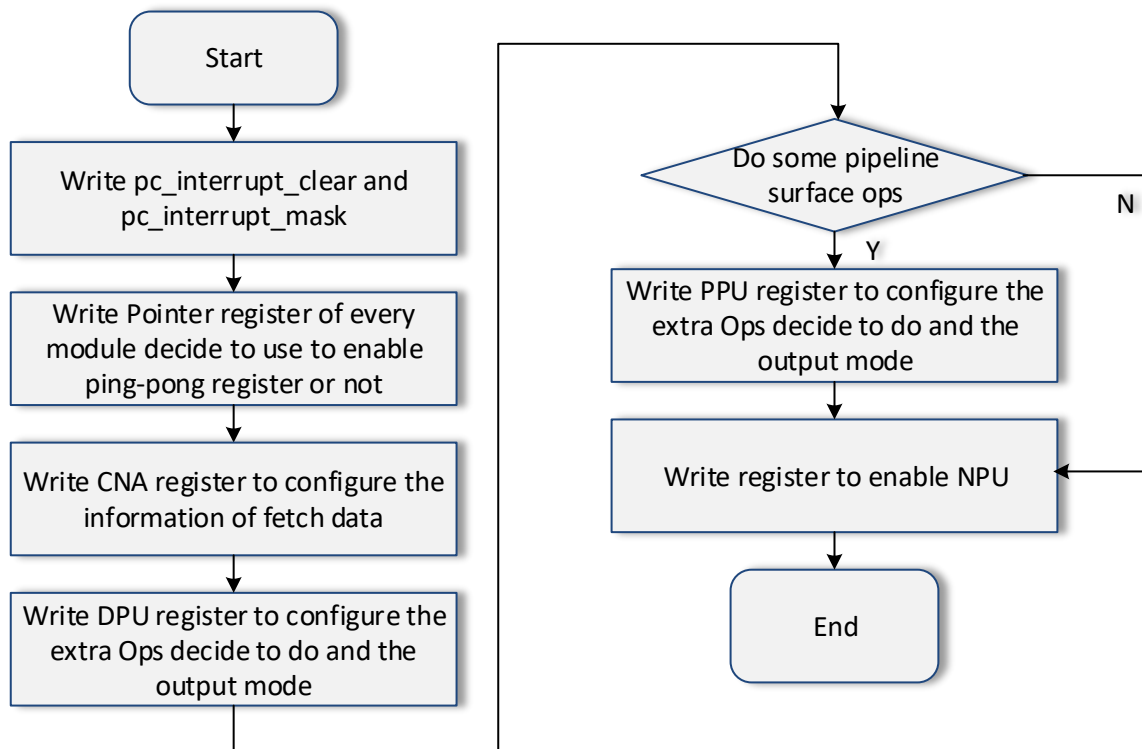 Start
Write pc_interrupt_clear and
pc_interrupt_mask
Write Pointer register of every
module decide to use to enable
ping-pong register or not
Write CNA register to configure the
information of fetch data
Write DPU register to configure the
extra Ops decide to do and the
output mode
Do some pipeline
surface ops
N
Y
Write PPU register to configure the
extra Ops decide to do and the
output mode
Write register to enable NPU
End